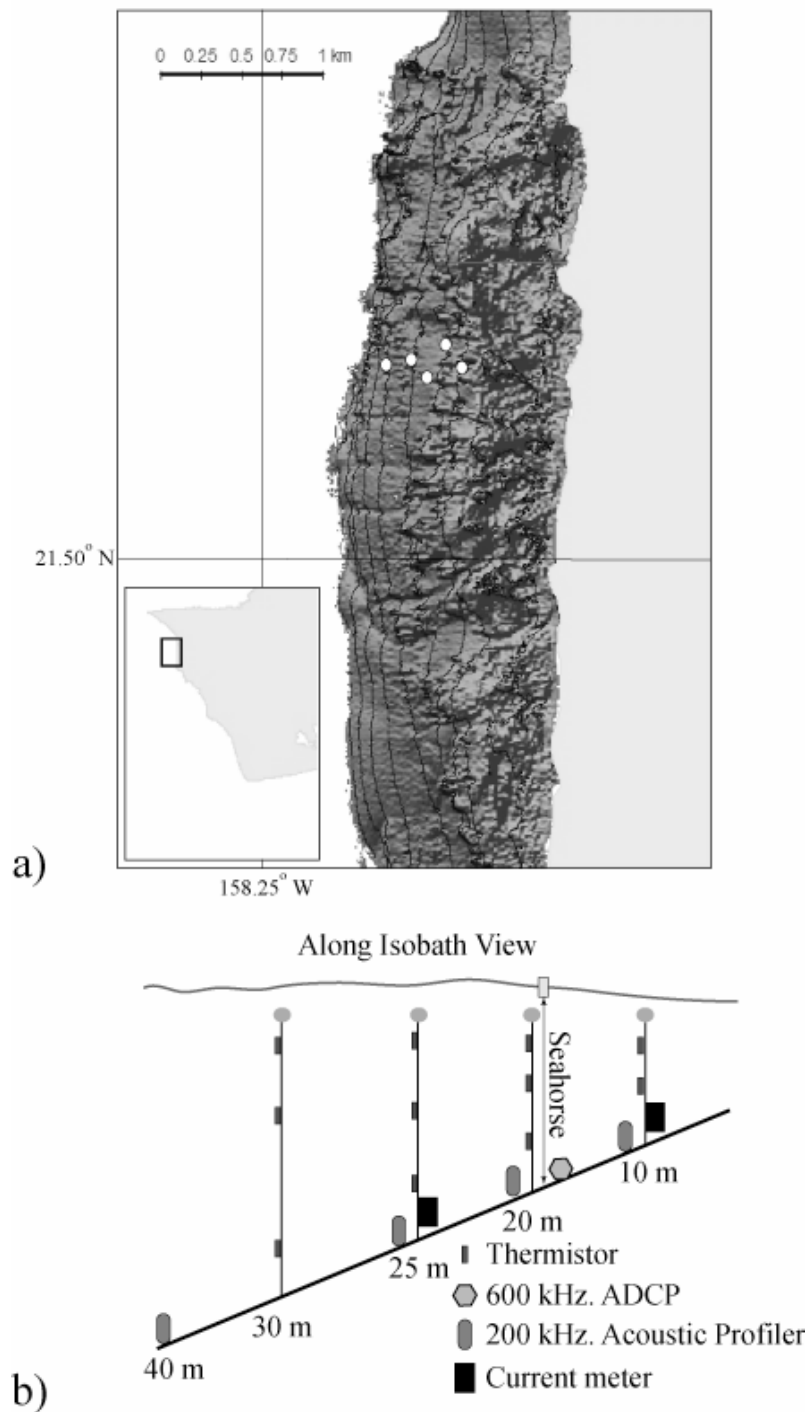 0 0.25 0.5 0.75 1 km
21.50° N
158.25° W
a)
Along Isobath View
Seahorse
10 m
20 m
25 m
30 m
40 m
Thermistor
600 kHz. ADCP
200 kHz. Acoustic Profiler
Current meter
b)